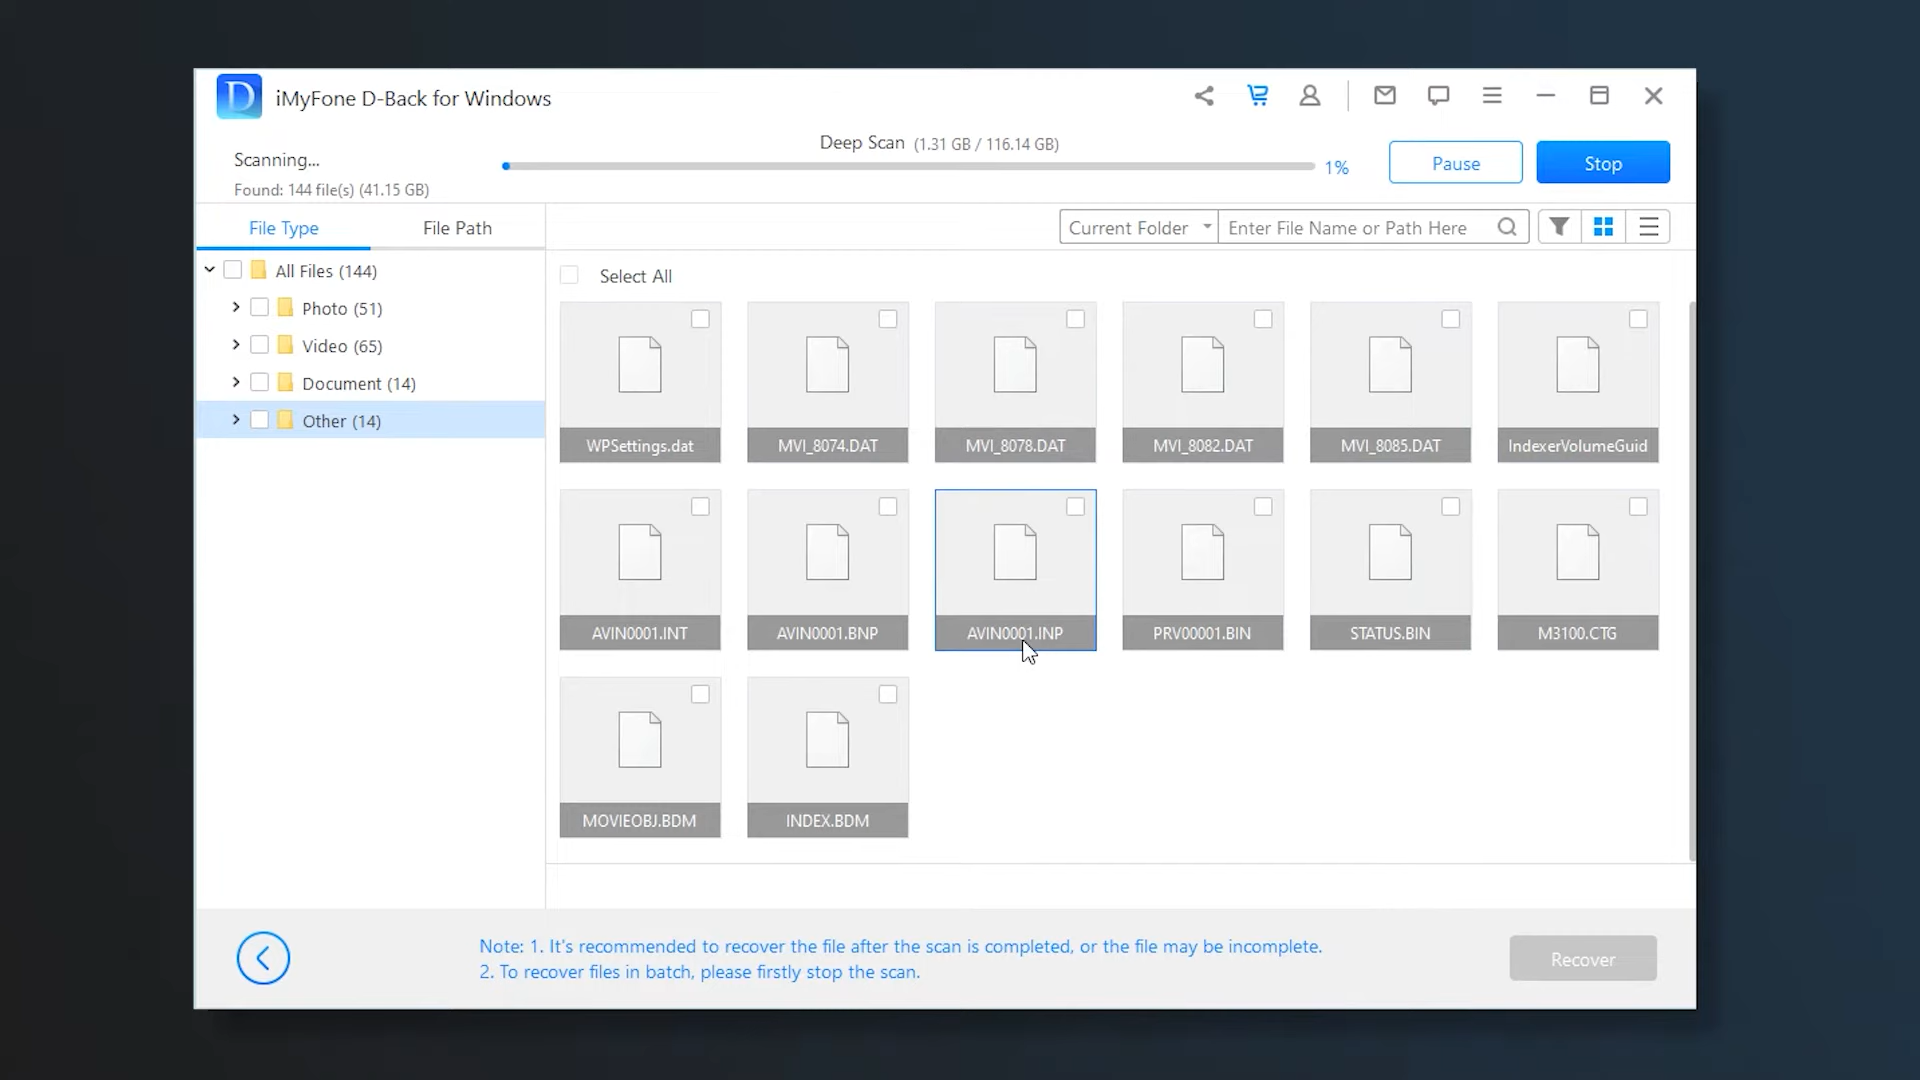 D iMyFone D-Back for Windows
Deep Scan (1.31 GB / 116.14 GB)
Scanning...
1%
Pause
Stop
Found: 144 file(s) (41.15 GB)
File Type
File Path
Current Folder
Enter File Name or Path Here
All Files (144)
Photo (51)
Video (65)
Document (14)
Other (14)
Select All
WPSettings.dat
MVI_8074.DAT
MVI_8078.DAT
MVI_8082.DAT
MVI_8085.DAT
IndexerVolumeGuid
AVIN0001.INT
AVIN0001.BNP
AVIN0001.INP
PRV00001.BIN
STATUS.BIN
M3100.CTG
MOVIEOBJ.BDM
INDEX.BDM
Note: 1. It's recommended to recover the file after the scan is completed, or the file may be incomplete.
2. To recover files in batch, please firstly stop the scan.
Recover